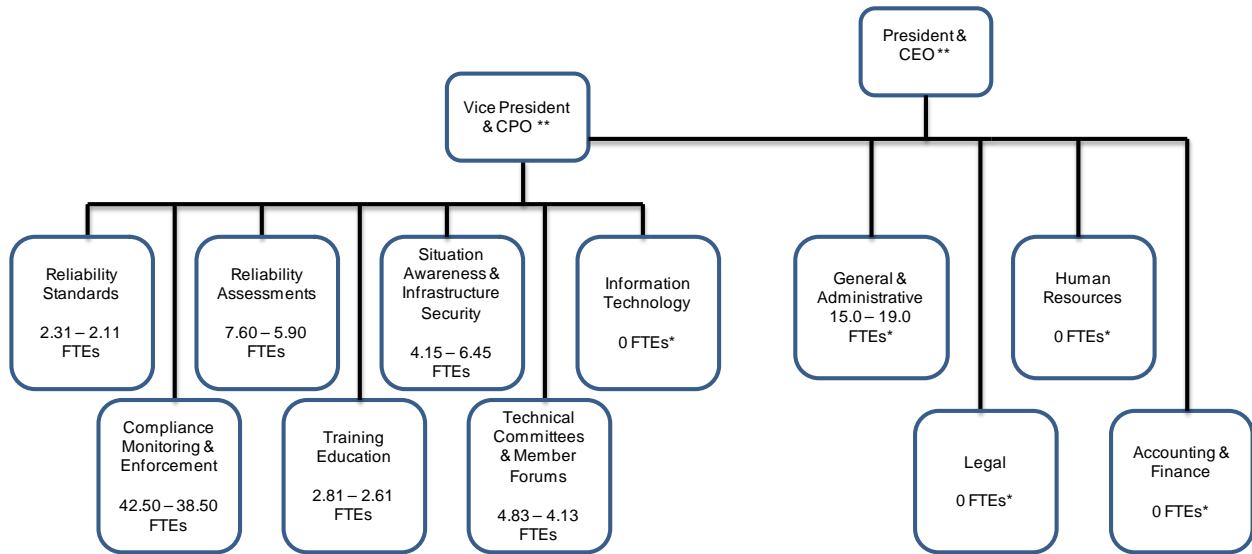 President &
CEO **
Vice President
& CPO **
Reliability
Standards
2.31 – 2.11
FTEs
Reliability
Assessments
7.60 – 5.90
FTEs
Situation
Awareness &
Infrastructure
Security
4.15 – 6.45
FTEs
Information
Technology
0 FTEs*
General &
Administrative
15.0 – 19.0
FTEs*
Human
Resources
0 FTEs*
Compliance
Monitoring &
Enforcement
42.50 – 38.50
FTEs
Training
Education
2.81 – 2.61
FTEs
Technical
Committees
& Member
Forums
4.83 – 4.13
FTEs
Legal
0 FTEs*
Accounting &
Finance
0 FTEs*